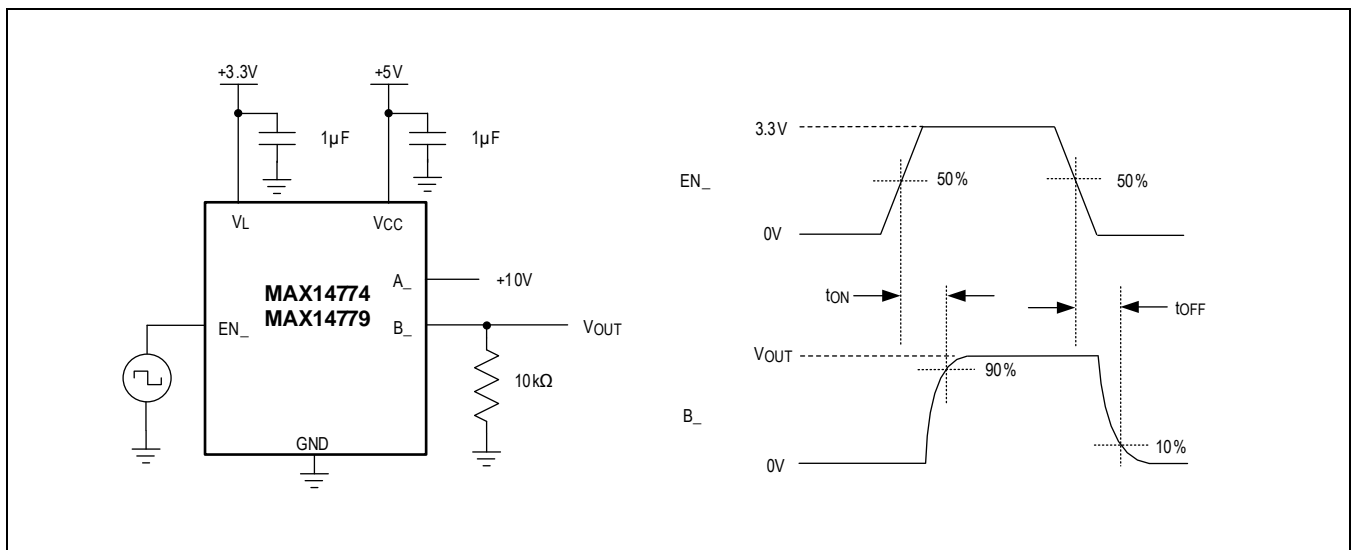 +3.3V
+5V
1µF
1µF
VL
VCC
MAX14774
MAX14779
A_
+10V
EN_
B_
VOUT
10kΩ
GND
3.3V
EN_
50%
50%
0V
tON
tOFF
VOUT
90%
B_
10%
0V